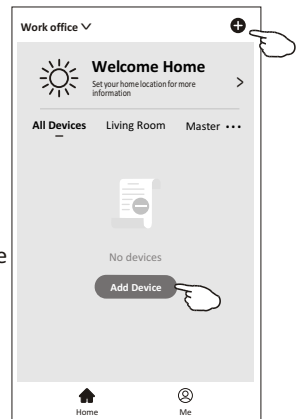 Work office
Welcome Home
Set your home location for more
information
All Devices Living Room Master •••
e
No devices
Add Device
Home Me